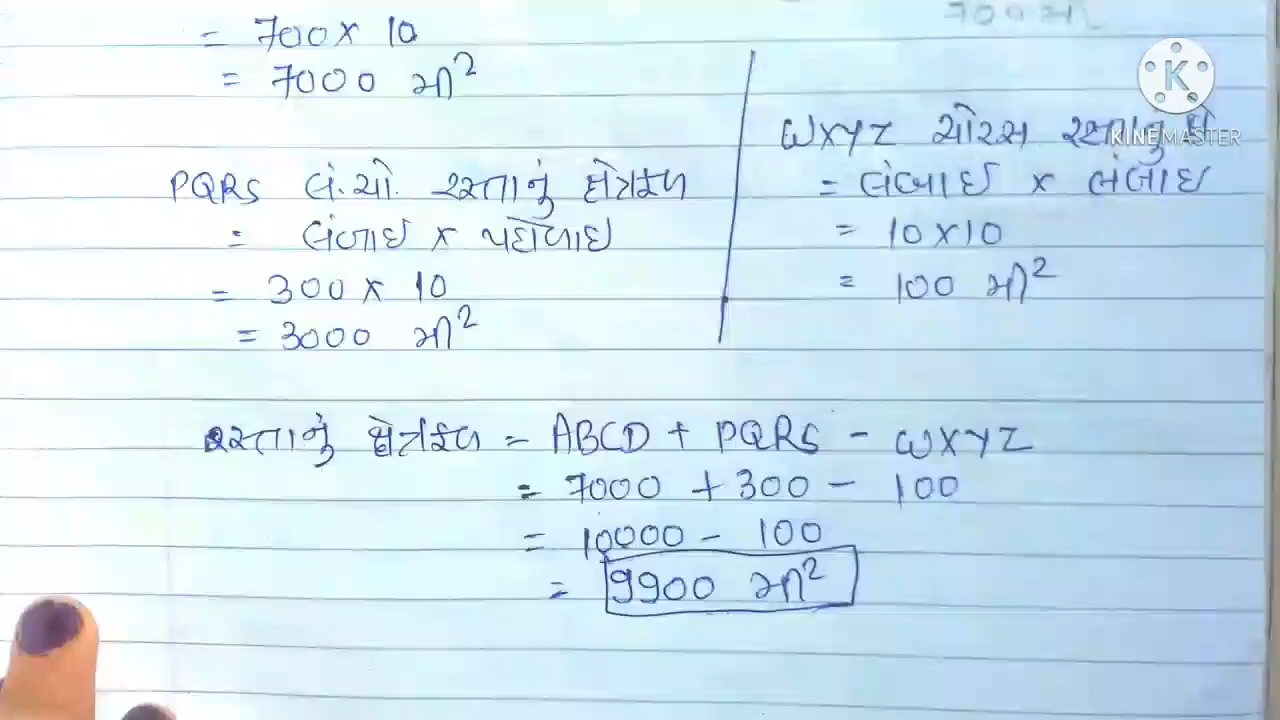 700 મી
= 700 × 10
= 7000 મી²
PQRS લં.ચો. રસ્તાનું ક્ષેત્રફળ
= લંબાઈ × પહોળાઈ
= 300 × 10
= 3000 મી²
WXYZ ચોરસ રસ્તાનું ક્ષે
= લંબાઈ × લંબાઈ
= 10 × 10
= 100 મી²
રસ્તાનું ક્ષેત્રફળ = ABCD + PQRS - WXYZ
= 7000 + 300 - 100
= 10000 - 100
= 9900 મી²
K
KINEMASTER